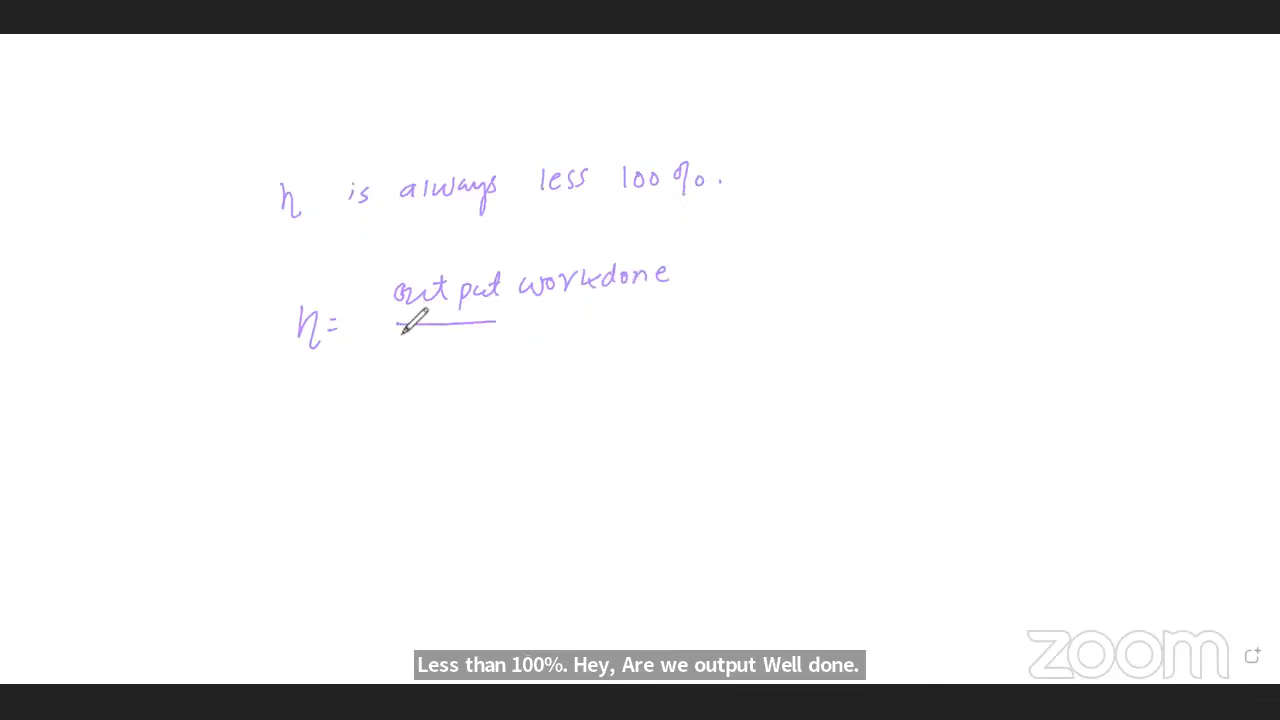 η is always less 100%.
output workdone
η=
Less than 100%. Hey, Are we output Well done.
zoom